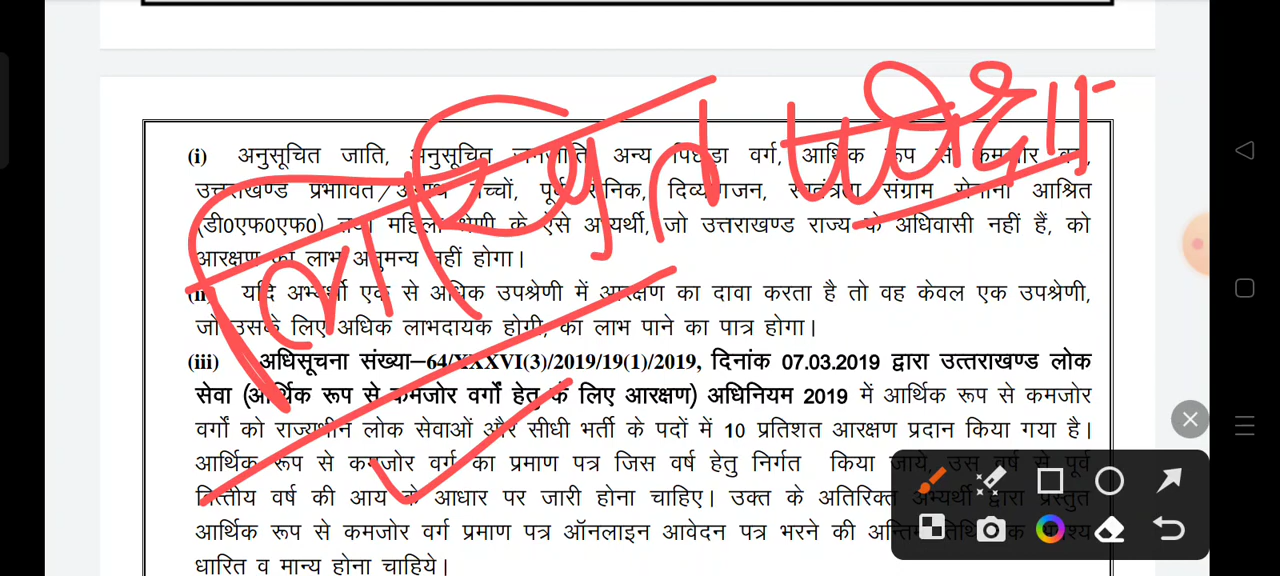 (i) अनुसूचित जाति, अनुसूचित जनजाति, अन्य पिछड़ा वर्ग, आर्थिक रूप से कमजोर वर्ग,
उत्तराखण्ड प्रभावित/अनाथ बच्चों, पूर्व सैनिक, दिव्यांगजन, स्वतंत्रता संग्राम सेनानी आश्रित
(डी0एफ0एफ0) तथा महिला श्रेणी के ऐसे अभ्यर्थी, जो उत्तराखण्ड राज्य के अधिवासी नहीं हैं, को
आरक्षण का लाभ अनुमन्य नहीं होगा।
(ii) यदि अभ्यर्थी एक से अधिक उपश्रेणी में आरक्षण का दावा करता है तो वह केवल एक उपश्रेणी,
जो उसके लिए अधिक लाभदायक होगी, का लाभ पाने का पात्र होगा।
(iii) अधिसूचना संख्या–64/XXXVI(3)/2019/19(1)/2019, दिनांक 07.03.2019 द्वारा उत्तराखण्ड लोक
सेवा (आर्थिक रूप से कमजोर वर्गों हेतु के लिए आरक्षण) अधिनियम 2019 में आर्थिक रूप से कमजोर
वर्गों को राज्यधीन लोक सेवाओं और सीधी भर्ती के पदों में 10 प्रतिशत आरक्षण प्रदान किया गया है।
आर्थिक रूप से कमजोर वर्ग का प्रमाण पत्र जिस वर्ष हेतु निर्गत किया जाये, उस वर्ष से पूर्व
वित्तीय वर्ष की आय के आधार पर जारी होना चाहिए। उक्त के अतिरिक्त अभ्यर्थी द्वारा प्रस्तुत
आर्थिक रूप से कमजोर वर्ग प्रमाण पत्र ऑनलाइन आवेदन पत्र भरने की अन्तिम तिथि तक अवश्य
धारित व मान्य होना चाहिये।